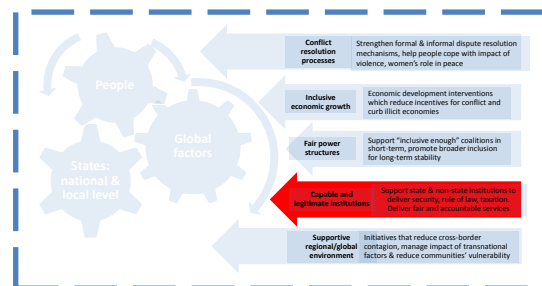 People
Global
factors
States:
national &
local level
Conflict
resolution
processes
Strengthen formal & informal dispute resolution
mechanisms, help people cope with impact of
violence, women's role in peace
Inclusive
economic growth
Economic development interventions
which reduce incentives for conflict and
curb illicit economies
Fair power
structures
Support "inclusive enough" coalitions in
short-term, promote broader inclusion
for long-term stability
Capable and
legitimate institutions
Support state & non-state institutions to
deliver security, rule of law, taxation.
Deliver fair and accountable services
Supportive
regional/global
environment
Initiatives that reduce cross-border
contagion, manage impact of transnational
factors & reduce communities' vulnerability